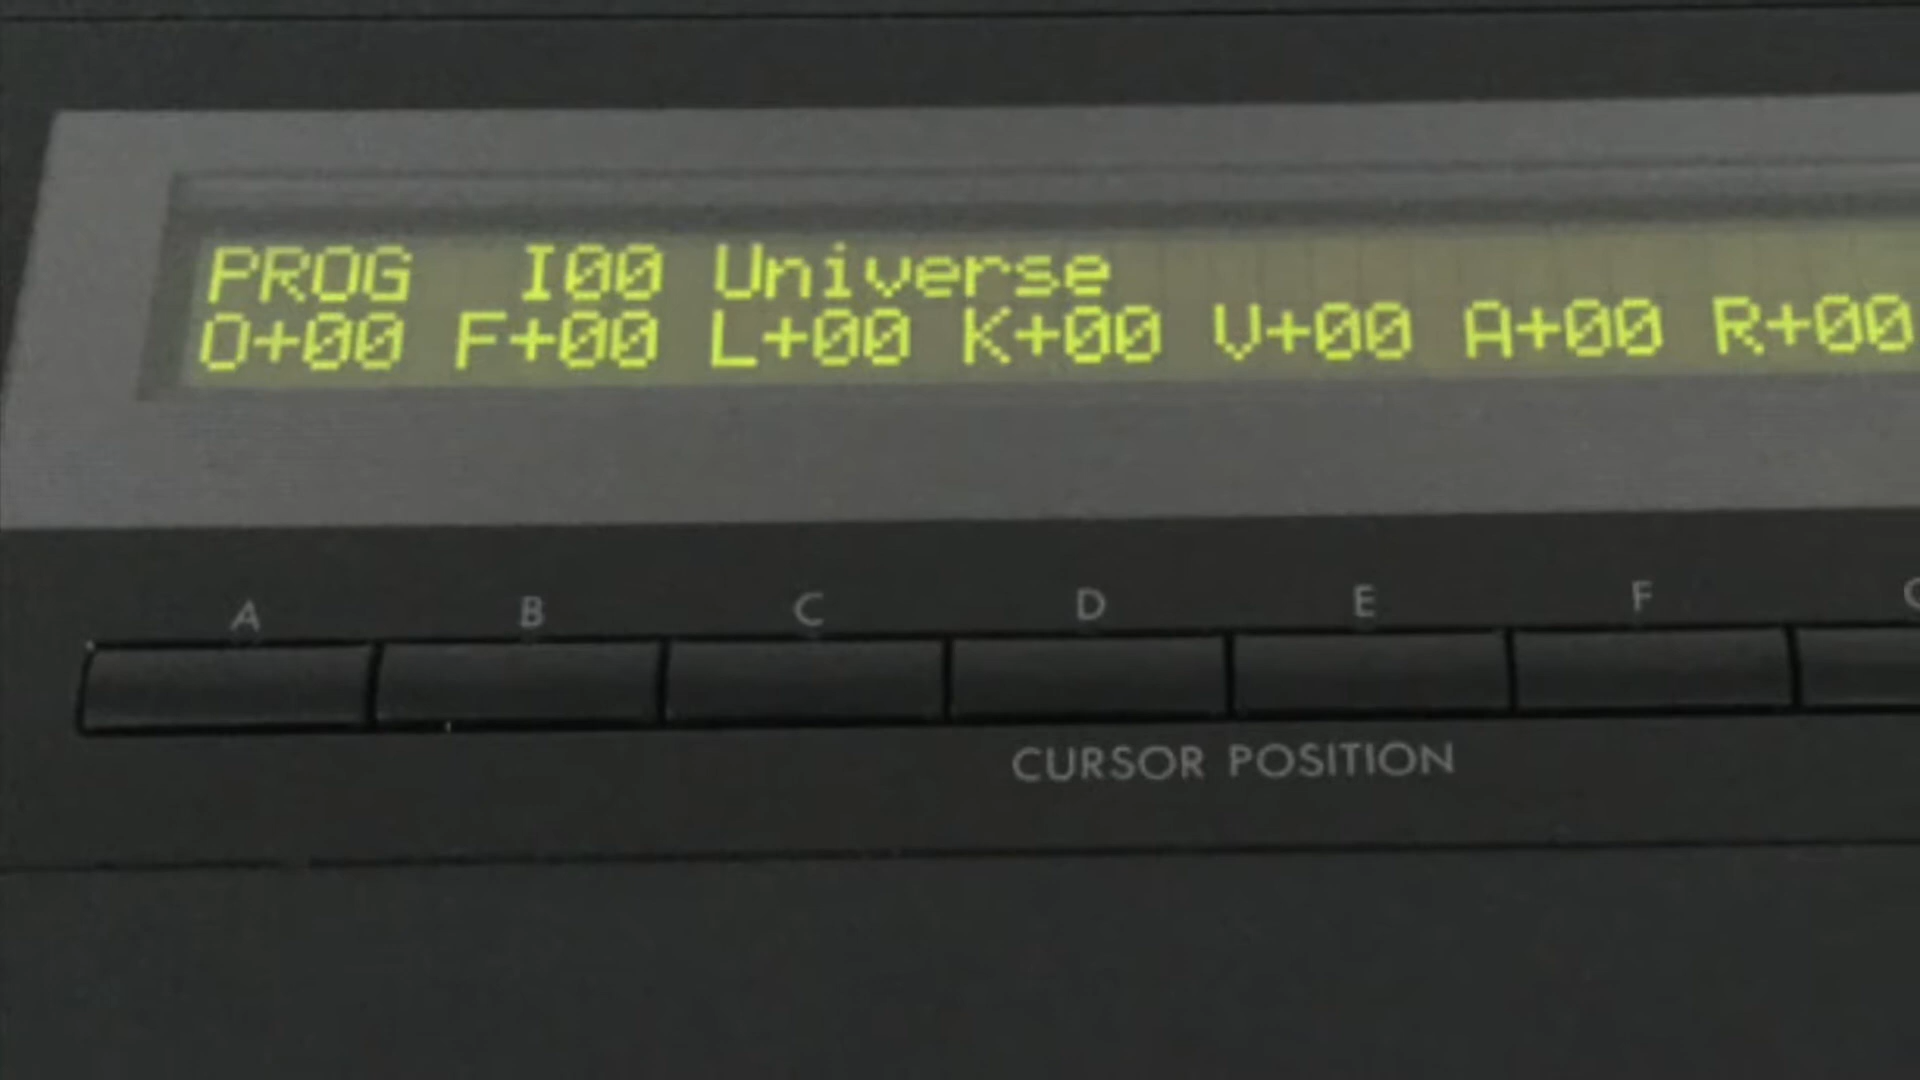 PROG I00 Universe
O+00 F+00 L+00 K+00 V+00 A+00 R+00
A B C D E F
CURSOR POSITION